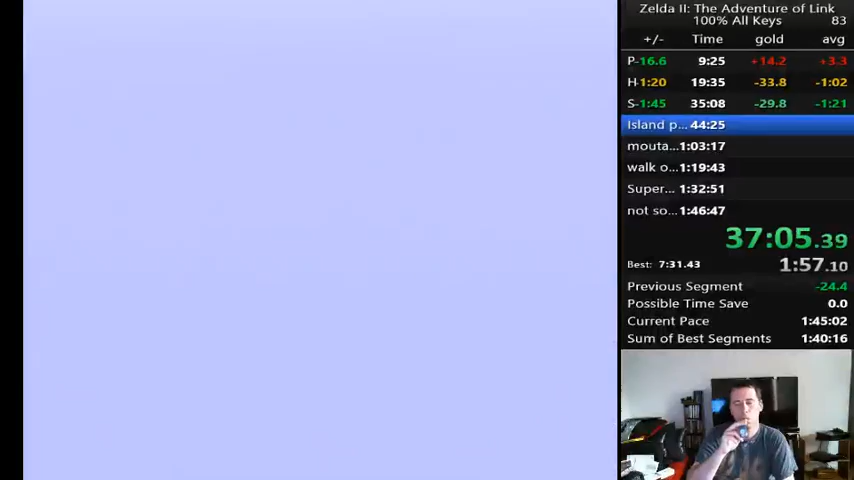 Zelda II: The Adventure of Link
100% All Keys 83
+/- Time gold avg
P-16.6 9:25 +14.2 +3.3
H-1:20 19:35 -33.8 -1:02
S-1:45 35:08 -29.8 -1:21
Island p... 44:25
mouta... 1:03:17
walk o... 1:19:43
Super... 1:32:51
not so... 1:46:47
37:05.39
Best: 7:31.43 1:57.10
Previous Segment -24.4
Possible Time Save 0.0
Current Pace 1:45:02
Sum of Best Segments 1:40:16